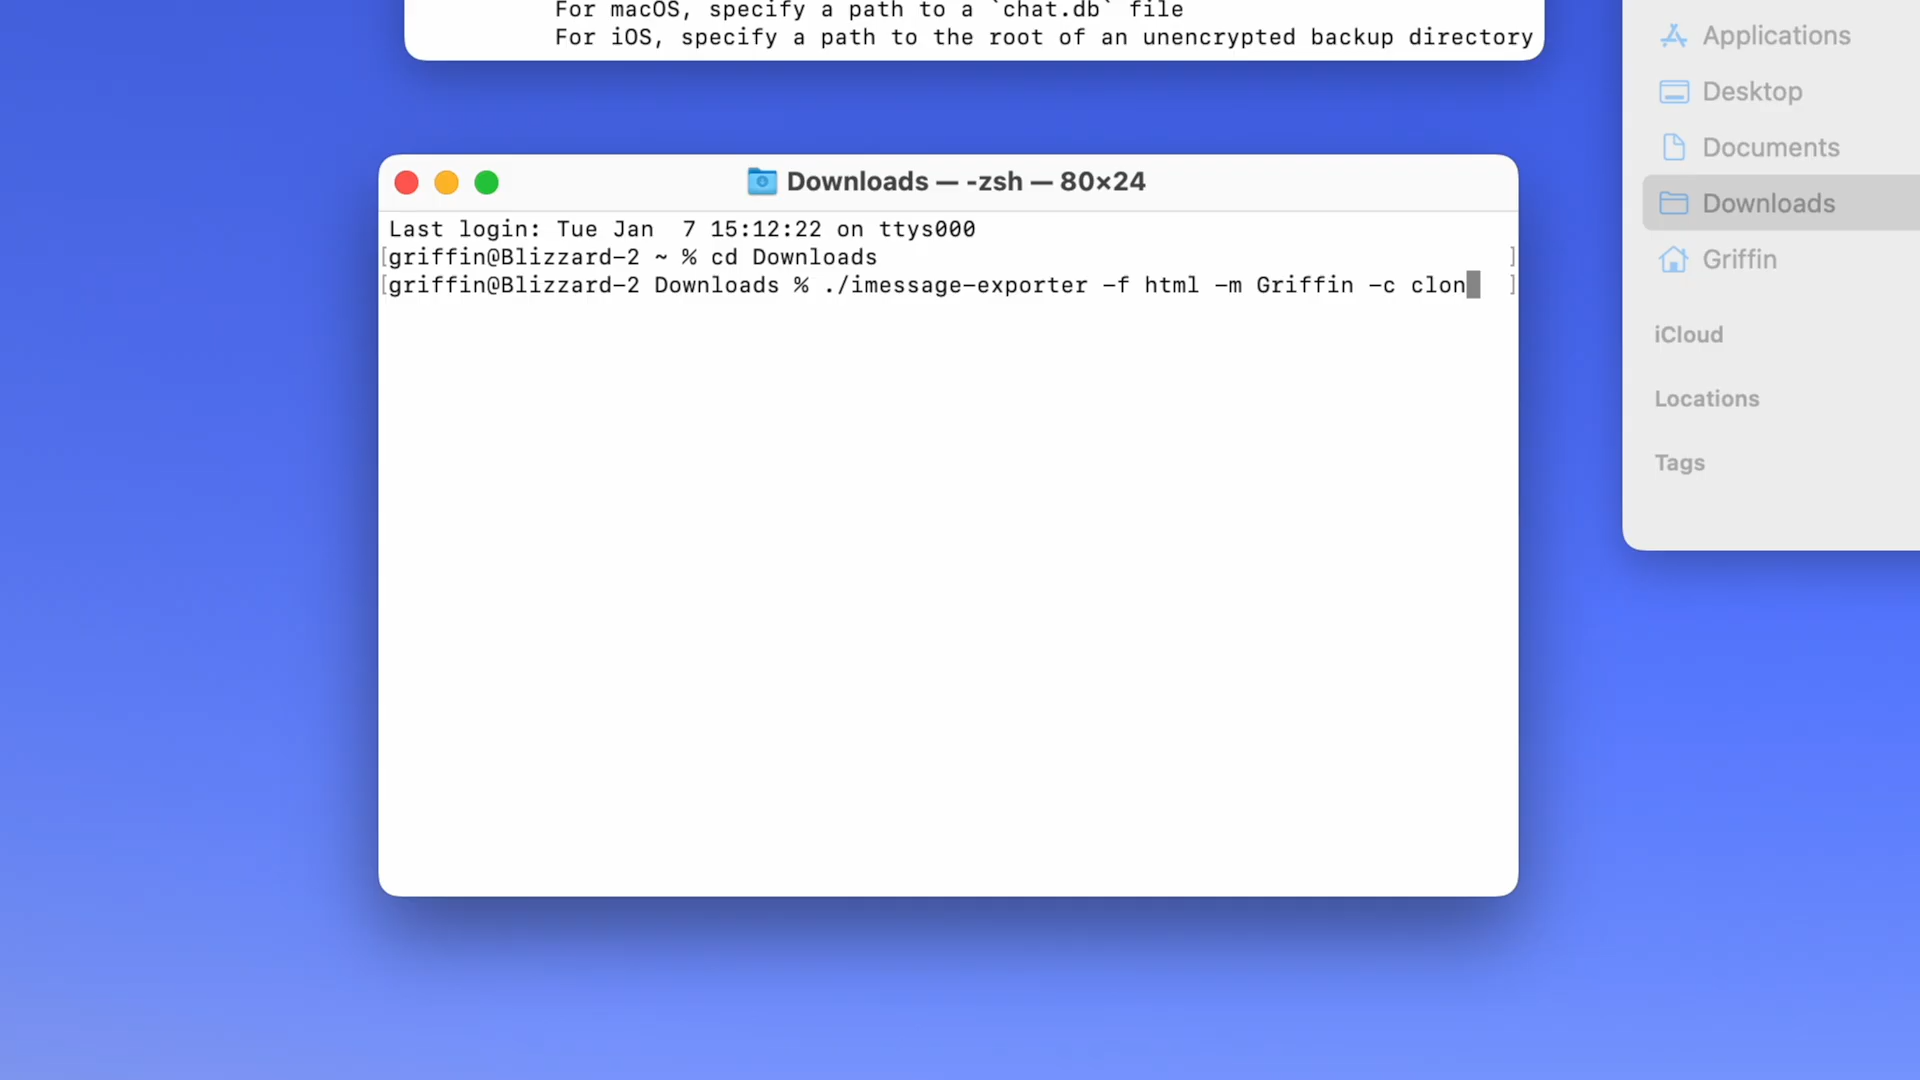 For macOS, specify a path to a `chat.db` file
For iOS, specify a path to the root of an unencrypted backup directory
Applications
Desktop
Documents
Downloads
Griffin
iCloud
Locations
Tags
Downloads — -zsh — 80×24
Last login: Tue Jan  7 15:12:22 on ttys000
[griffin@Blizzard-2 ~ % cd Downloads ]
[griffin@Blizzard-2 Downloads % ./imessage-exporter -f html -m Griffin -c clon ]